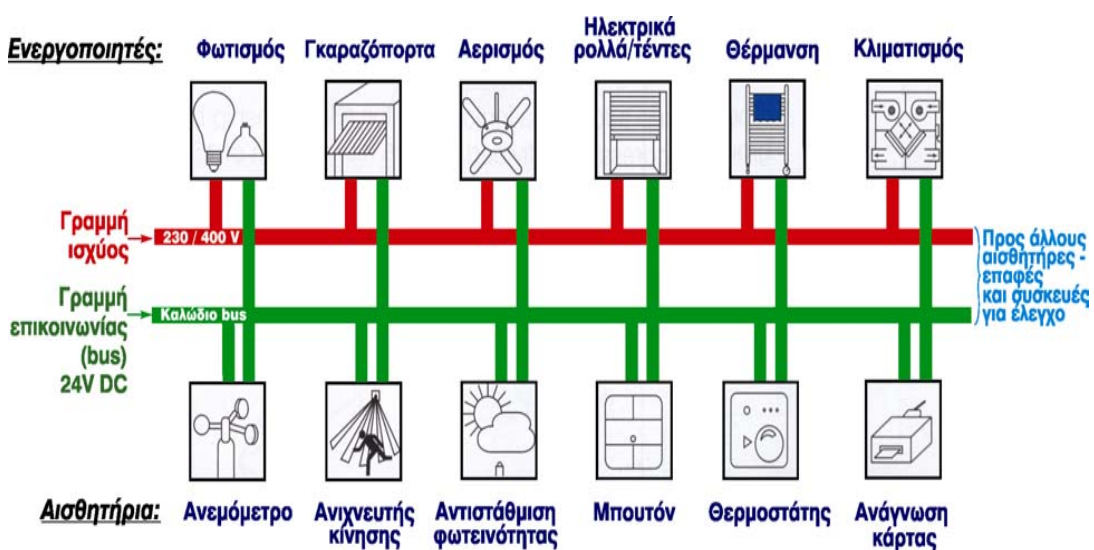 Ενεργοποιητές:
Φωτισμός
Γκαραζόπορτα
Αερισμός
Ηλεκτρικά
ρολλά/τέντες
Θέρμανση
Κλιματισμός
Γραμμή
ισχύος
230 / 400 V
Προς άλλους
αισθητήρες -
επαφές
και συσκευές
για έλεγχο
Γραμμή
επικοινωνίας
(bus)
24V DC
Καλώδιο bus
Αισθητήρια:
Ανεμόμετρο
Ανιχνευτής
κίνησης
Αντιστάθμιση
φωτεινότητας
Μπουτόν
Θερμοστάτης
Ανάγνωση
κάρτας